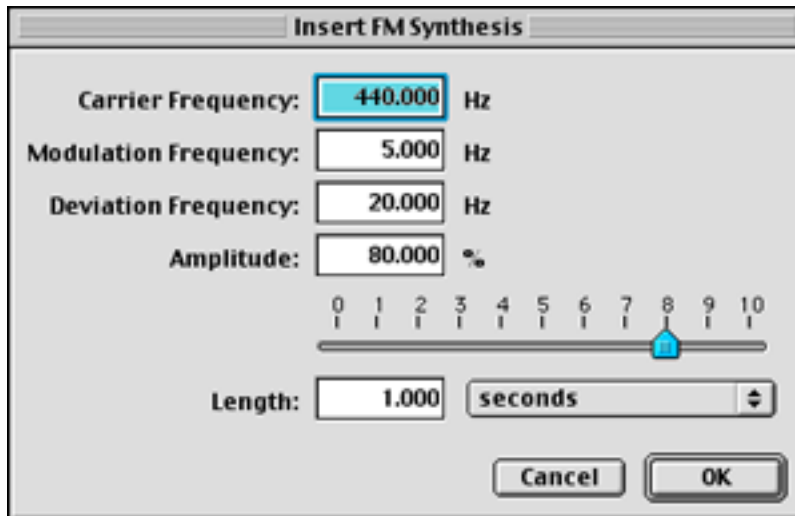 Insert FM Synthesis
Carrier Frequency: 440.000 Hz
Modulation Frequency: 5.000 Hz
Deviation Frequency: 20.000 Hz
Amplitude: 80.000 %
0 1 2 3 4 5 6 7 8 9 10
Length: 1.000 seconds
Cancel OK